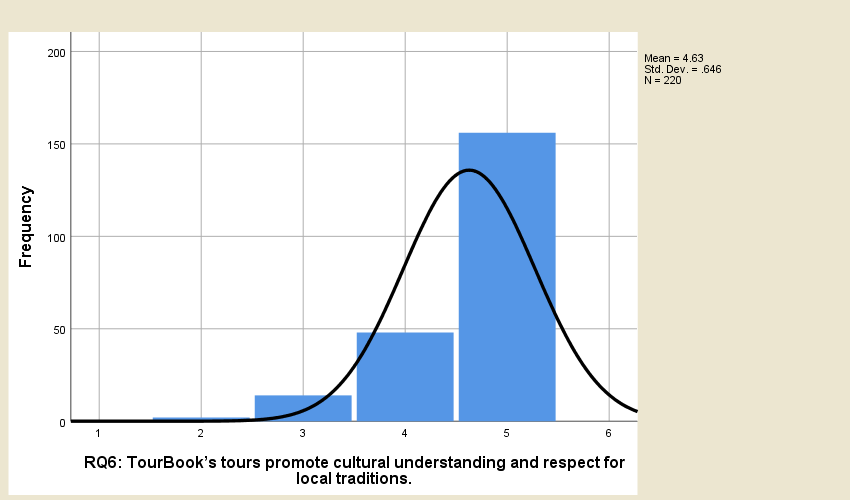 200
150
100
50
0
Frequency
1 2 3 4 5 6
RQ6: TourBook’s tours promote cultural understanding and respect for
local traditions.
Mean = 4.63
Std. Dev. = .646
N = 220